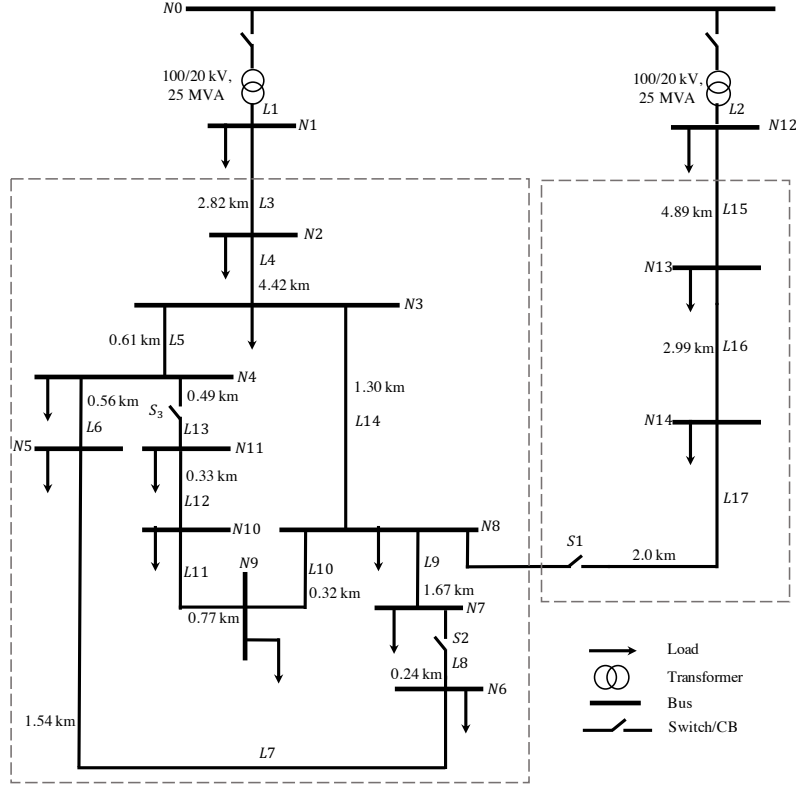 N0
100/20 kV,
25 MVA
L1
N1
100/20 kV,
25 MVA
L2
N12
2.82 km
L3
N2
L4
4.42 km
N3
4.89 km
L15
N13
0.61 km
L5
N4
0.56 km
0.49 km
S₃
L13
L6
N5
N11
0.33 km
L12
1.30 km
L14
2.99 km
L16
N14
L17
N10
N8
L11
N9
0.77 km
L10
0.32 km
L9
1.67 km
N7
S1
2.0 km
S2
L8
0.24 km
N6
1.54 km
L7
Load
Transformer
Bus
Switch/CB